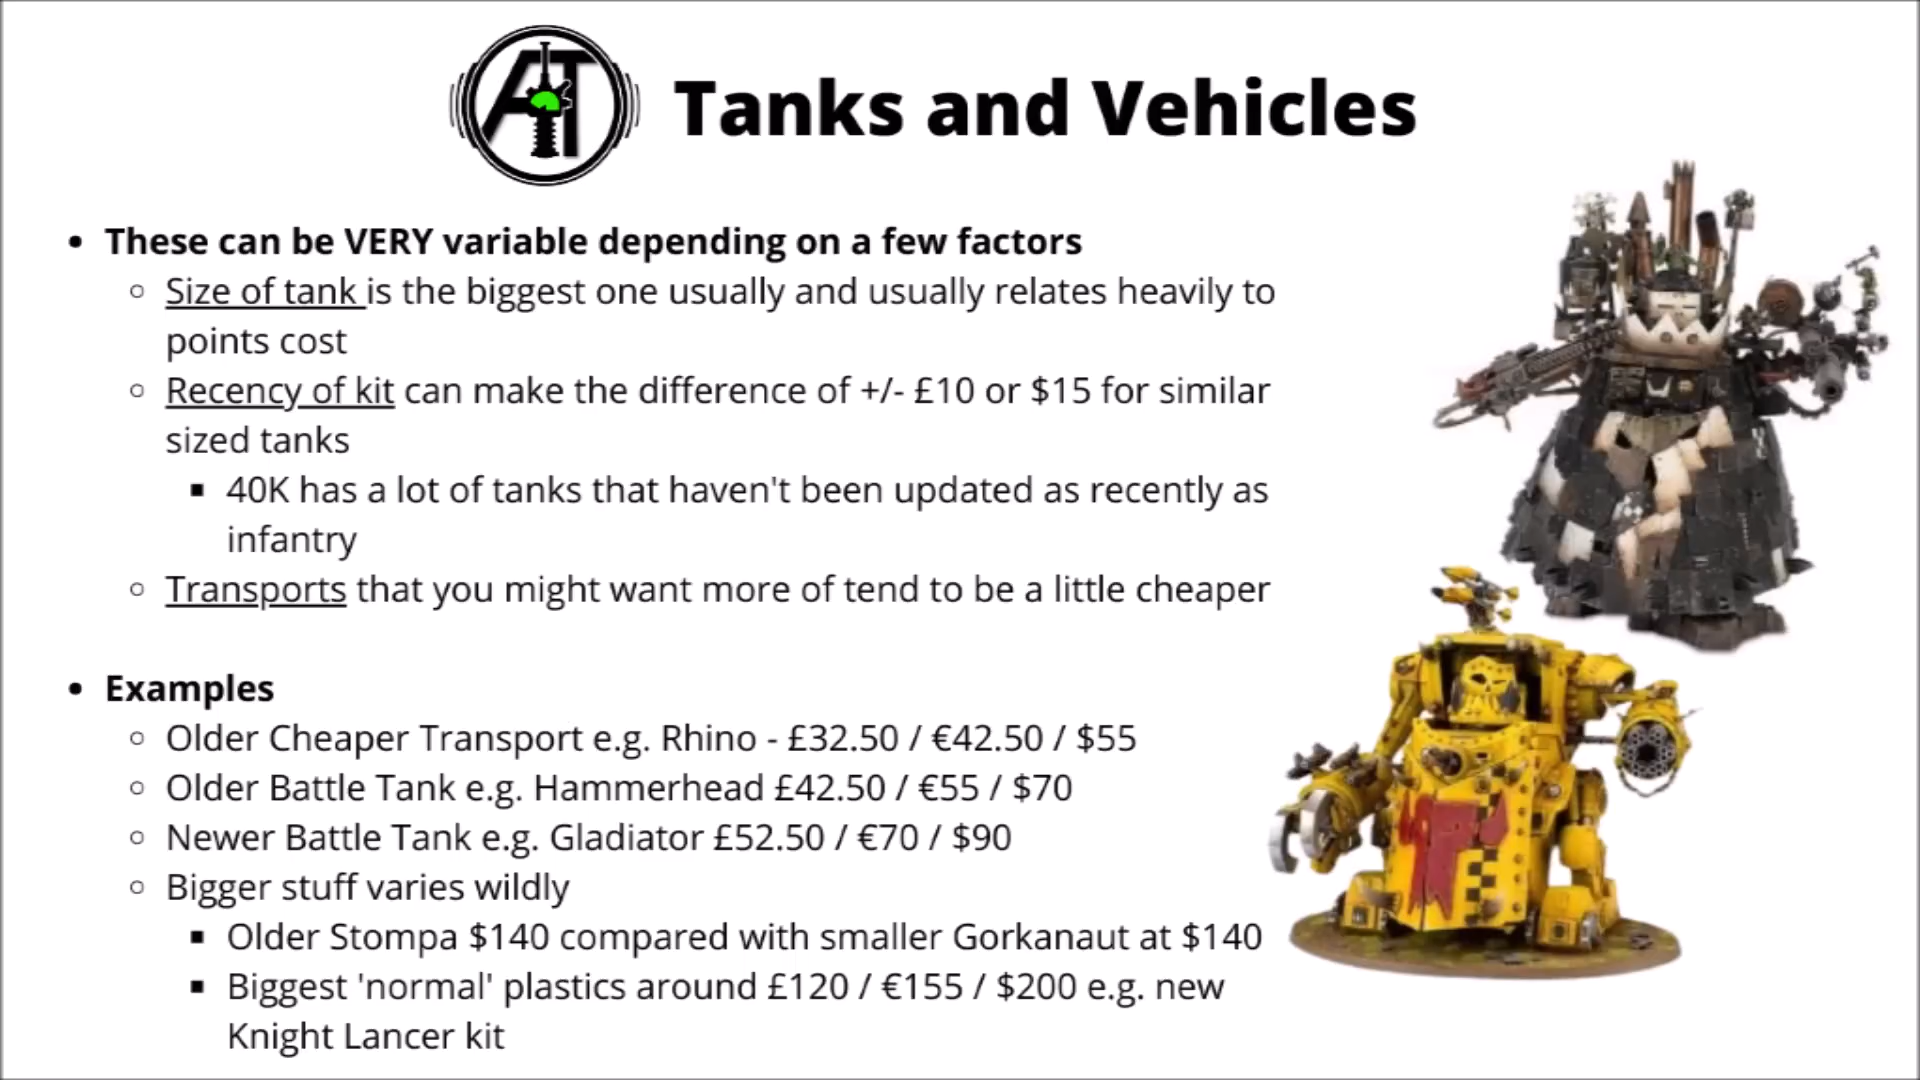 AT
Tanks and Vehicles
• These can be VERY variable depending on a few factors
○ Size of tank is the biggest one usually and usually relates heavily to
points cost
○ Recency of kit can make the difference of +/- £10 or $15 for similar
sized tanks
▪ 40K has a lot of tanks that haven't been updated as recently as
infantry
○ Transports that you might want more of tend to be a little cheaper
• Examples
○ Older Cheaper Transport e.g. Rhino - £32.50 / €42.50 / $55
○ Older Battle Tank e.g. Hammerhead £42.50 / €55 / $70
○ Newer Battle Tank e.g. Gladiator £52.50 / €70 / $90
○ Bigger stuff varies wildly
▪ Older Stompa $140 compared with smaller Gorkanaut at $140
▪ Biggest 'normal' plastics around £120 / €155 / $200 e.g. new
Knight Lancer kit